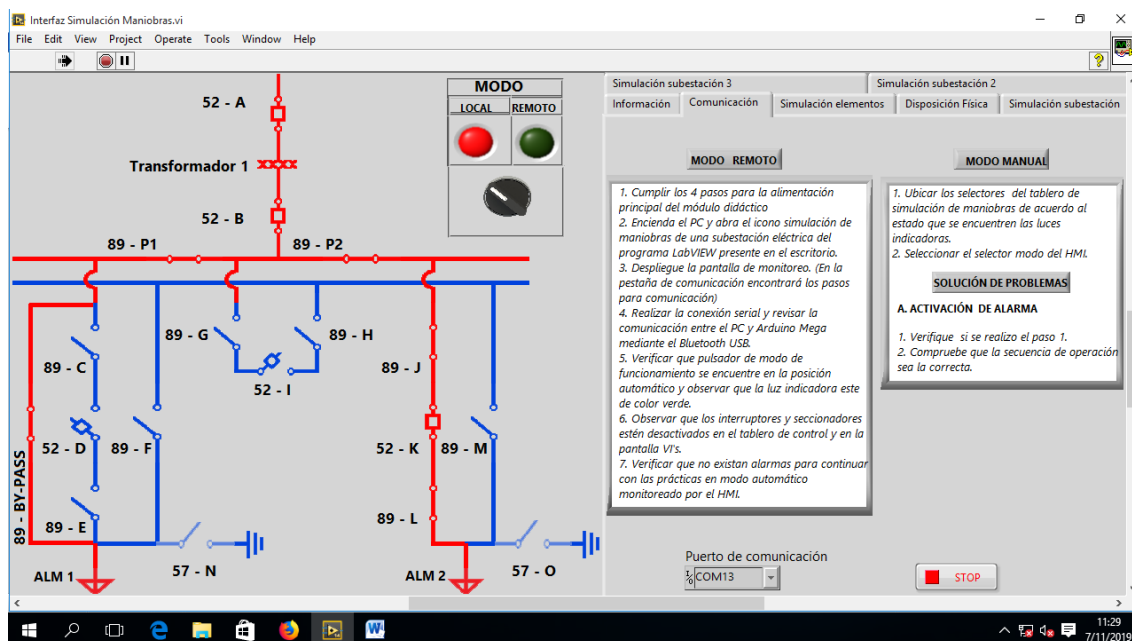 Interfaz Simulación Maniobras.vi
File Edit View Project Operate Tools Window Help
MODO
LOCAL REMOTO
52 - A
Transformador 1
52 - B
89 - P1
89 - P2
89 - G
89 - H
89 - C
89 - J
52 - I
52 - D
89 - F
52 - K
89 - M
89 - BY-PASS
89 - E
89 - L
57 - N
57 - O
ALM 1
ALM 2
Simulación subestación 3
Simulación subestación 2
Información
Comunicación
Simulación elementos
Disposición Física
Simulación subestación
MODO REMOTO
1. Cumplir los 4 pasos para la alimentación
principal del módulo didáctico
2. Encienda el PC y abra el icono simulación de
maniobras de una subestación eléctrica del
programa LabVIEW presente en el escritorio.
3. Despliegue la pantalla de monitoreo. (En la
pestaña de comunicación encontrará los pasos
para comunicación)
4. Realizar la conexión serial y revisar la
comunicación entre el PC y Arduino Mega
mediante el Bluetooth USB.
5. Verificar que pulsador de modo de
funcionamiento se encuentre en la posición
automático y observar que la luz indicadora este
de color verde.
6. Observar que los interruptores y seccionadores
estén desactivados en el tablero de control y en la
pantalla VI's.
7. Verificar que no existan alarmas para continuar
con las prácticas en modo automático
monitoreado por el HMI.
MODO MANUAL
1. Ubicar los selectores del tablero de
simulación de maniobras de acuerdo al
estado que se encuentren las luces
indicadoras.
2. Seleccionar el selector modo del HMI.
SOLUCIÓN DE PROBLEMAS
A. ACTIVACIÓN DE ALARMA
1. Verifique si se realizo el paso 1.
2. Compruebe que la secuencia de operación
sea la correcta.
Puerto de comunicación
COM13
STOP
11:29
7/11/2019